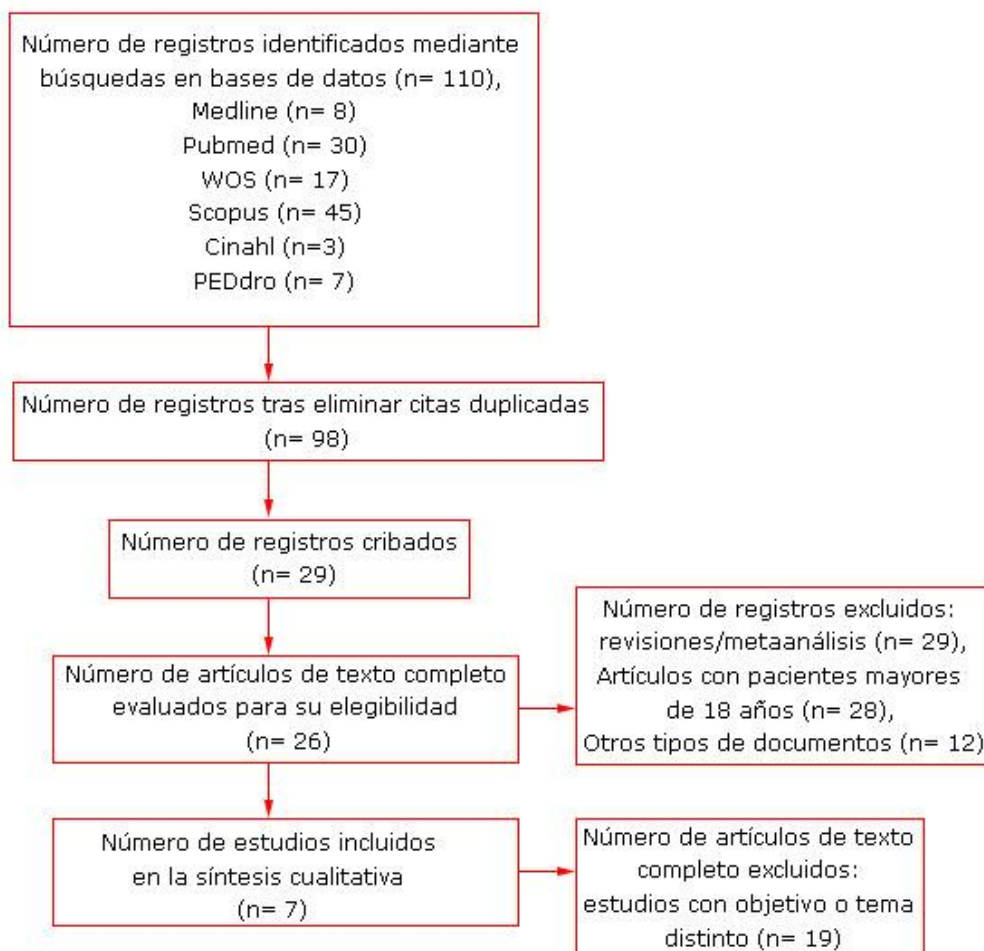 Número de registros identificados mediante
búsquedas en bases de datos (n= 110),
Medline (n= 8)
Pubmed (n= 30)
WOS (n= 17)
Scopus (n= 45)
Cinahl (n=3)
PEDdro (n= 7)
Número de registros tras eliminar citas duplicadas
(n= 98)
Número de registros cribados
(n= 29)
Número de artículos de texto completo
evaluados para su elegibilidad
(n= 26)
Número de registros excluidos:
revisiones/metaanálisis (n= 29),
Artículos con pacientes mayores
de 18 años (n= 28),
Otros tipos de documentos (n= 12)
Número de estudios incluidos
en la síntesis cualitativa
(n= 7)
Número de artículos de texto
completo excluidos:
estudios con objetivo o tema
distinto (n= 19)